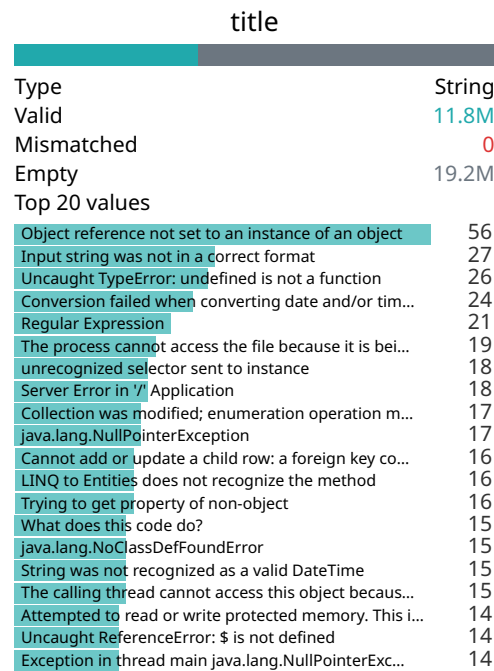 title
Type String
Valid 11.8M
Mismatched 0
Empty 19.2M
Top 20 values
Object reference not set to an instance of an object 56
Input string was not in a correct format 27
Uncaught TypeError: undefined is not a function 26
Conversion failed when converting date and/or tim... 24
Regular Expression 21
The process cannot access the file because it is bei... 19
unrecognized selector sent to instance 18
Server Error in '/' Application 18
Collection was modified; enumeration operation m... 17
java.lang.NullPointerException 17
Cannot add or update a child row: a foreign key co... 16
LINQ to Entities does not recognize the method 16
Trying to get property of non-object 16
What does this code do? 15
java.lang.NoClassDefFoundError 15
String was not recognized as a valid DateTime 15
The calling thread cannot access this object becaus... 15
Attempted to read or write protected memory. This i... 14
Uncaught ReferenceError: $ is not defined 14
Exception in thread main java.lang.NullPointerExc... 14